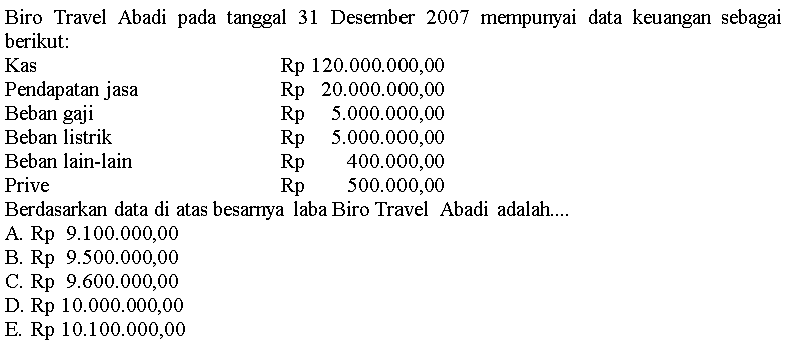 Biro Travel Abadi pada tanggal 31 Desember 2007 mempunyai data keuangan sebagai
berikut:
Kas Rp 120.000.000,00
Pendapatan jasa Rp 20.000.000,00
Beban gaji Rp 5.000.000,00
Beban listrik Rp 5.000.000,00
Beban lain-lain Rp 400.000,00
Prive Rp 500.000,00
Berdasarkan data di atas besarnya laba Biro Travel Abadi adalah....
A. Rp 9.100.000,00
B. Rp 9.500.000,00
C. Rp 9.600.000,00
D. Rp 10.000.000,00
E. Rp 10.100.000,00